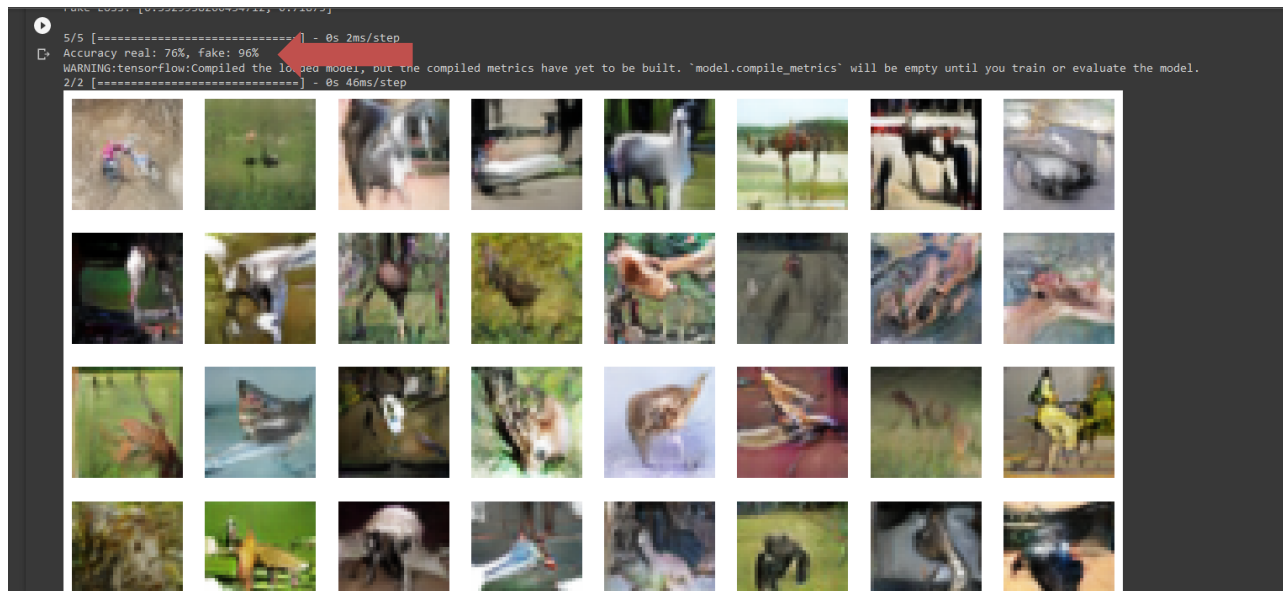 5/5 [==============================] - 0s 2ms/step
Accuracy real: 76%, fake: 96%
WARNING:tensorflow:Compiled the loaded model, but the compiled metrics have yet to be built. `model.compile_metrics` will be empty until you train or evaluate the model.
2/2 [==============================] - 0s 46ms/step